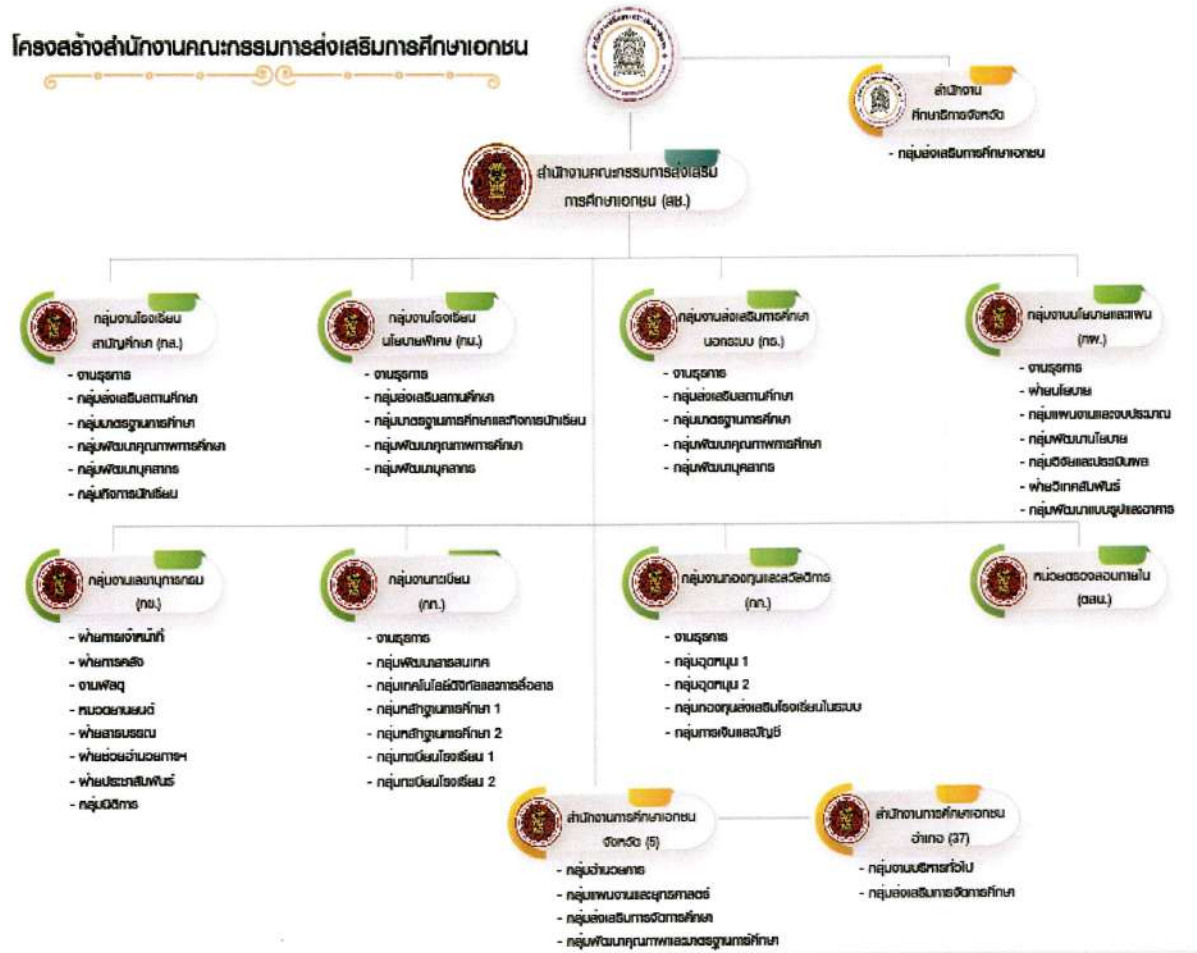 โครงสร้างสำนักงานคณะกรรมการส่งเสริมการศึกษาเอกชน
สำนักงาน
ศึกษาธิการจังหวัด
- กลุ่มส่งเสริมการศึกษาเอกชน
สำนักงานคณะกรรมการส่งเสริม
การศึกษาเอกชน (สช.)
กลุ่มงานโรงเรียน
สามัญศึกษา (กส.)
- งานธุรการ
- กลุ่มส่งเสริมสถานศึกษา
- กลุ่มมาตรฐานการศึกษา
- กลุ่มพัฒนาคุณภาพการศึกษา
- กลุ่มพัฒนาบุคลากร
- กลุ่มกิจการนักเรียน
กลุ่มงานโรงเรียน
นโยบายพิเศษ (กน.)
- งานธุรการ
- กลุ่มส่งเสริมสถานศึกษา
- กลุ่มมาตรฐานการศึกษาและกิจการนักเรียน
- กลุ่มพัฒนาคุณภาพการศึกษา
- กลุ่มพัฒนาบุคลากร
กลุ่มงานส่งเสริมการศึกษา
นอกระบบ (กร.)
- งานธุรการ
- กลุ่มส่งเสริมสถานศึกษา
- กลุ่มมาตรฐานการศึกษา
- กลุ่มพัฒนาคุณภาพการศึกษา
- กลุ่มพัฒนาบุคลากร
กลุ่มงานนโยบายและแผน
(กผ.)
- งานธุรการ
- ฝ่ายนโยบาย
- กลุ่มแผนงานและงบประมาณ
- กลุ่มพัฒนานโยบาย
- กลุ่มวิจัยและประเมินผล
- ฝ่ายวิเทศสัมพันธ์
- กลุ่มพัฒนาแบบรูปและอาคาร
กลุ่มงานเลขานุการกรม
(กข.)
- ฝ่ายการเจ้าหน้าที่
- ฝ่ายการคลัง
- งานพัสดุ
- หมวดยานยนต์
- ฝ่ายสารบรรณ
- ฝ่ายช่วยอำนวยการฯ
- ฝ่ายประชาสัมพันธ์
- กลุ่มนิติการ
กลุ่มงานทะเบียน
(กท.)
- งานธุรการ
- กลุ่มพัฒนาสารสนเทศ
- กลุ่มเทคโนโลยีดิจิทัลและการสื่อสาร
- กลุ่มหลักฐานการศึกษา 1
- กลุ่มหลักฐานการศึกษา 2
- กลุ่มทะเบียนโรงเรียน 1
- กลุ่มทะเบียนโรงเรียน 2
กลุ่มงานกองทุนและสวัสดิการ
(กก.)
- งานธุรการ
- กลุ่มอุดหนุน 1
- กลุ่มอุดหนุน 2
- กลุ่มกองทุนส่งเสริมโรงเรียนในระบบ
- กลุ่มการเงินและบัญชี
หน่วยตรวจสอบภายใน
(ตสน.)
สำนักงานการศึกษาเอกชน
จังหวัด (5)
- กลุ่มอำนวยการ
- กลุ่มแผนงานและยุทธศาสตร์
- กลุ่มส่งเสริมการจัดการศึกษา
- กลุ่มพัฒนาคุณภาพและมาตรฐานการศึกษา
สำนักงานการศึกษาเอกชน
อำเภอ (37)
- กลุ่มงานบริหารทั่วไป
- กลุ่มส่งเสริมการจัดการศึกษา